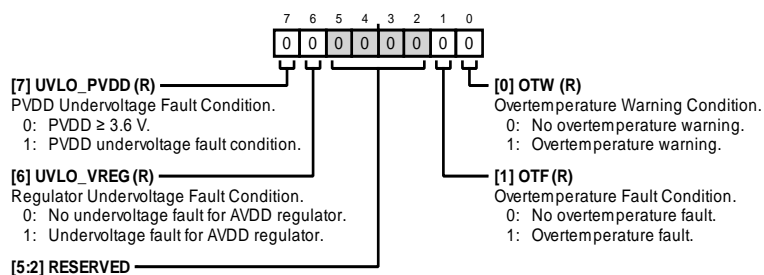 7 6 5 4 3 2 1 0
0 0 0 0 0 0 0 0
[7] UVLO_PVDD (R)
PVDD Undervoltage Fault Condition.
0: PVDD ≥ 3.6 V.
1: PVDD undervoltage fault condition.
[6] UVLO_VREG (R)
Regulator Undervoltage Fault Condition.
0: No undervoltage fault for AVDD regulator.
1: Undervoltage fault for AVDD regulator.
[5:2] RESERVED
[0] OTW (R)
Overtemperature Warning Condition.
0: No overtemperature warning.
1: Overtemperature warning.
[1] OTF (R)
Overtemperature Fault Condition.
0: No overtemperature fault.
1: Overtemperature fault.